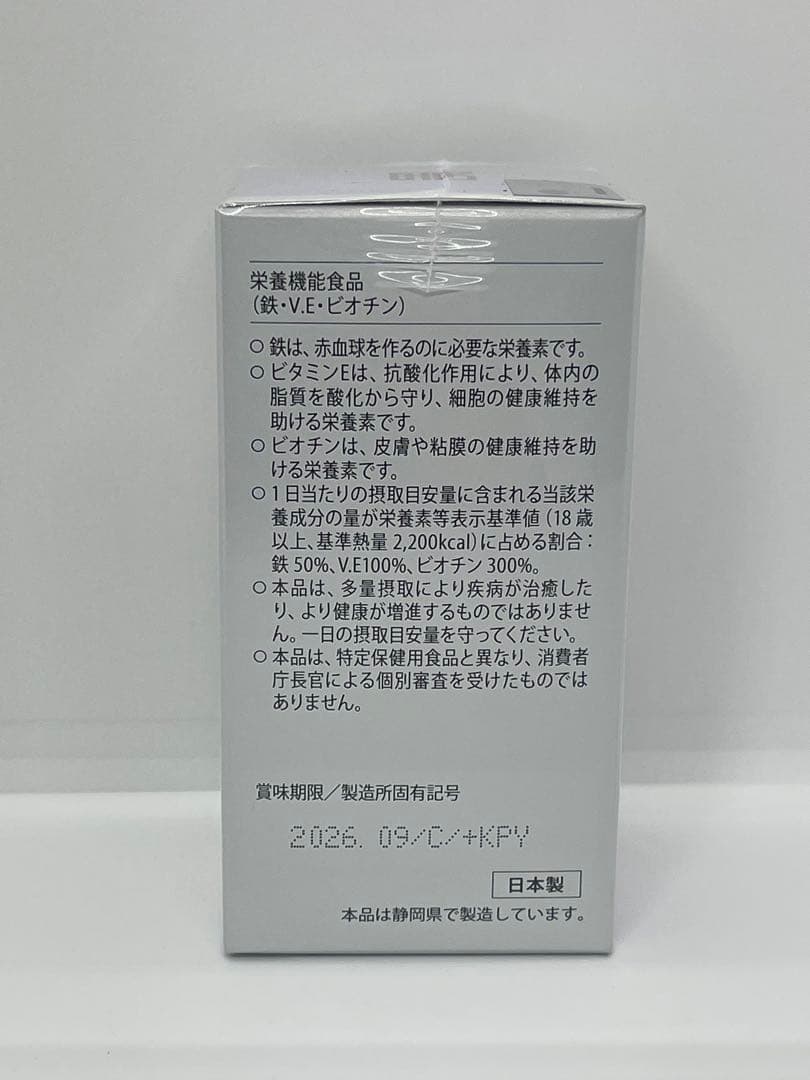 栄養機能食品
（鉄・V.E・ビオチン）
○ 鉄は、赤血球を作るのに必要な栄養素です。
○ ビタミンEは、抗酸化作用により、体内の
脂質を酸化から守り、細胞の健康維持を
助ける栄養素です。
○ ビオチンは、皮膚や粘膜の健康維持を助
ける栄養素です。
○ 1日当たりの摂取目安量に含まれる当該栄
養成分の量が栄養素等表示基準値（18歳
以上、基準熱量2,200kcal）に占める割合：
鉄50%、V.E100%、ビオチン300%。
○ 本品は、多量摂取により疾病が治癒した
り、より健康が増進するものではありませ
ん。一日の摂取目安量を守ってください。
○ 本品は、特定保健用食品と異なり、消費者
庁長官による個別審査を受けたものでは
ありません。
賞味期限／製造所固有記号
2026. 09/C/+KPY
日本製
本品は静岡県で製造しています。